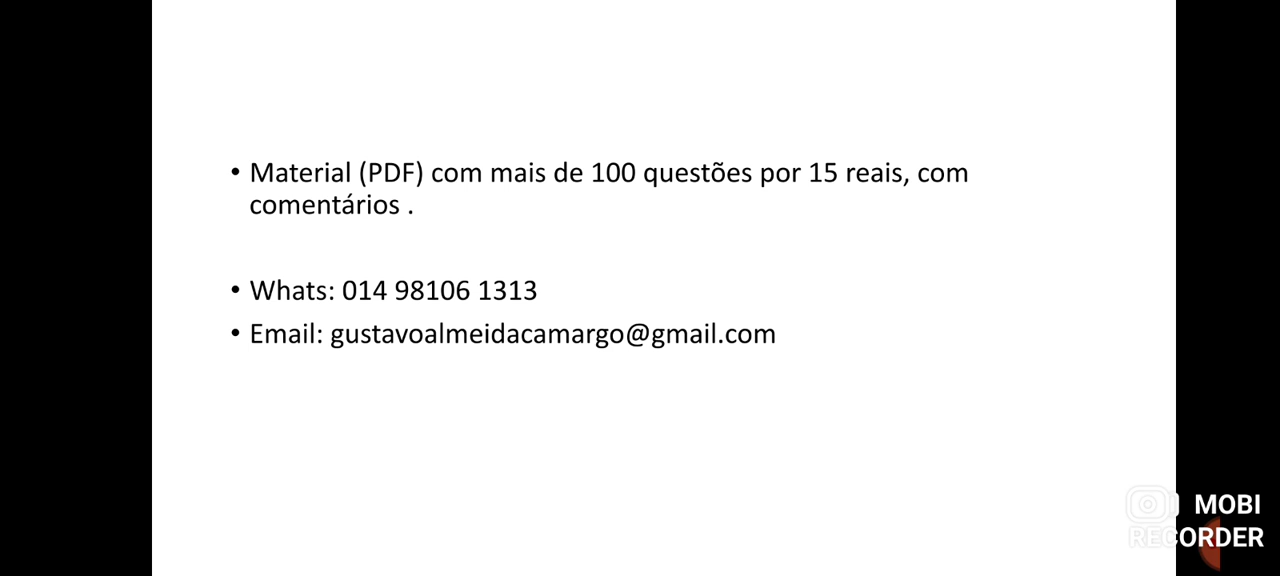 • Material (PDF) com mais de 100 questões por 15 reais, com
comentários .
• Whats: 014 98106 1313
• Email: gustavoalmeidacamargo@gmail.com
MOBI
RECORDER